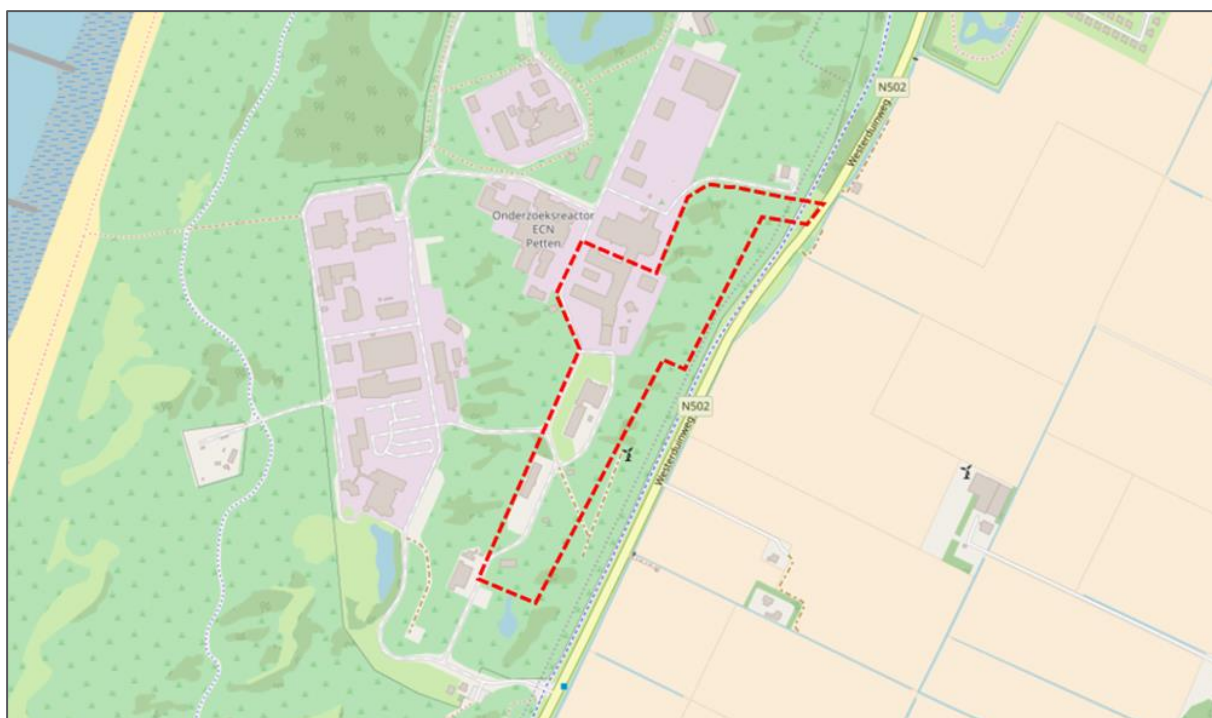 N502
Westerduinweg
Onderzoeksreactor
ECN
Petten
N502
Westerduinweg